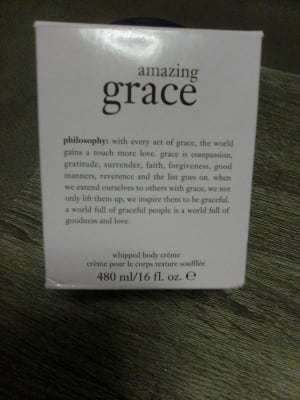 amazing
grace
philosophy: with every act of grace, the world
gains a touch more love. grace is compassion,
gratitude, surrender, faith, forgiveness, good
manners, reverence and the list goes on. when
we extend ourselves to others with grace, we not
only lift them up, we inspire them to be graceful.
a world full of graceful people is a world full of
goodness and love.
whipped body crème
crème pour le corps texture soufflée
480 ml/16 fl. oz. e